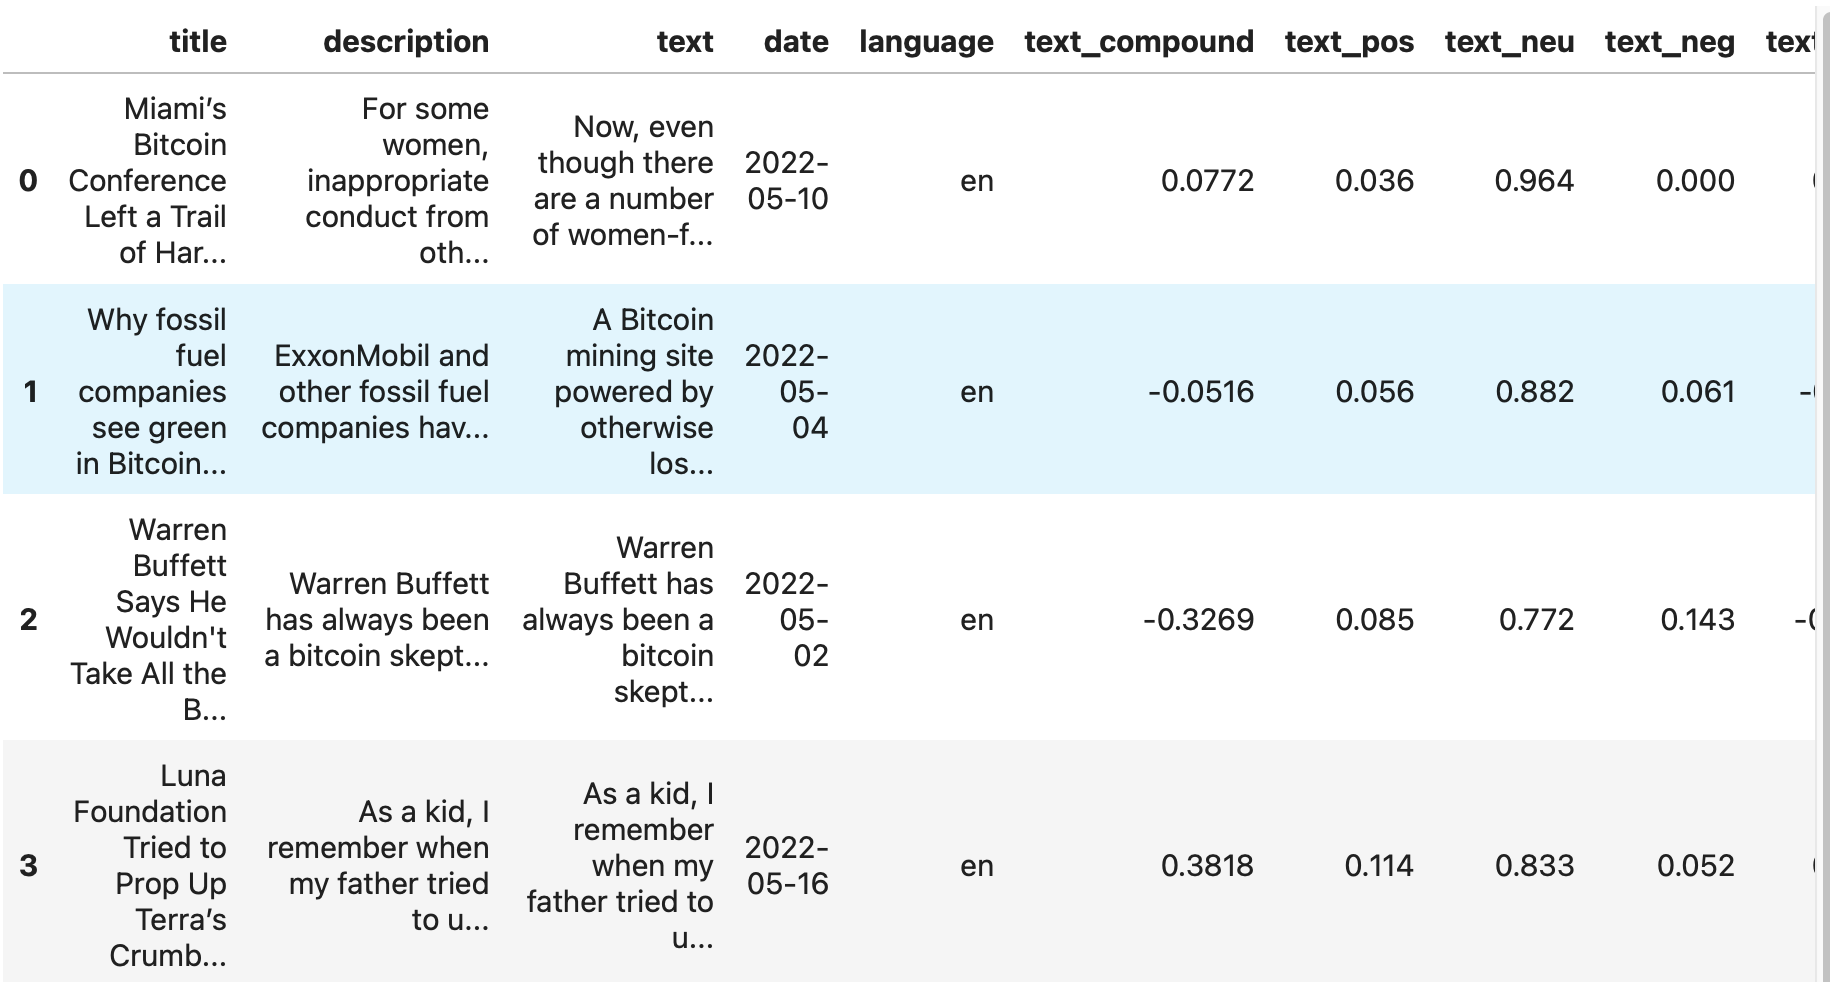 title description text date language text_compound text_pos text_neu text_neg text
0 Miami’s Bitcoin Conference Left a Trail of Har... For some women, inappropriate conduct from oth... Now, even though there are a number of women-f... 2022-05-10 en 0.0772 0.036 0.964 0.000
1 Why fossil fuel companies see green in Bitcoin... ExxonMobil and other fossil fuel companies hav... A Bitcoin mining site powered by otherwise los... 2022-05-04 en -0.0516 0.056 0.882 0.061
2 Warren Buffett Says He Wouldn't Take All the B... Warren Buffett has always been a bitcoin skept... Warren Buffett has always been a bitcoin skept... 2022-05-02 en -0.3269 0.085 0.772 0.143
3 Luna Foundation Tried to Prop Up Terra’s Crumb... As a kid, I remember when my father tried to u... As a kid, I remember when my father tried to u... 2022-05-16 en 0.3818 0.114 0.833 0.052